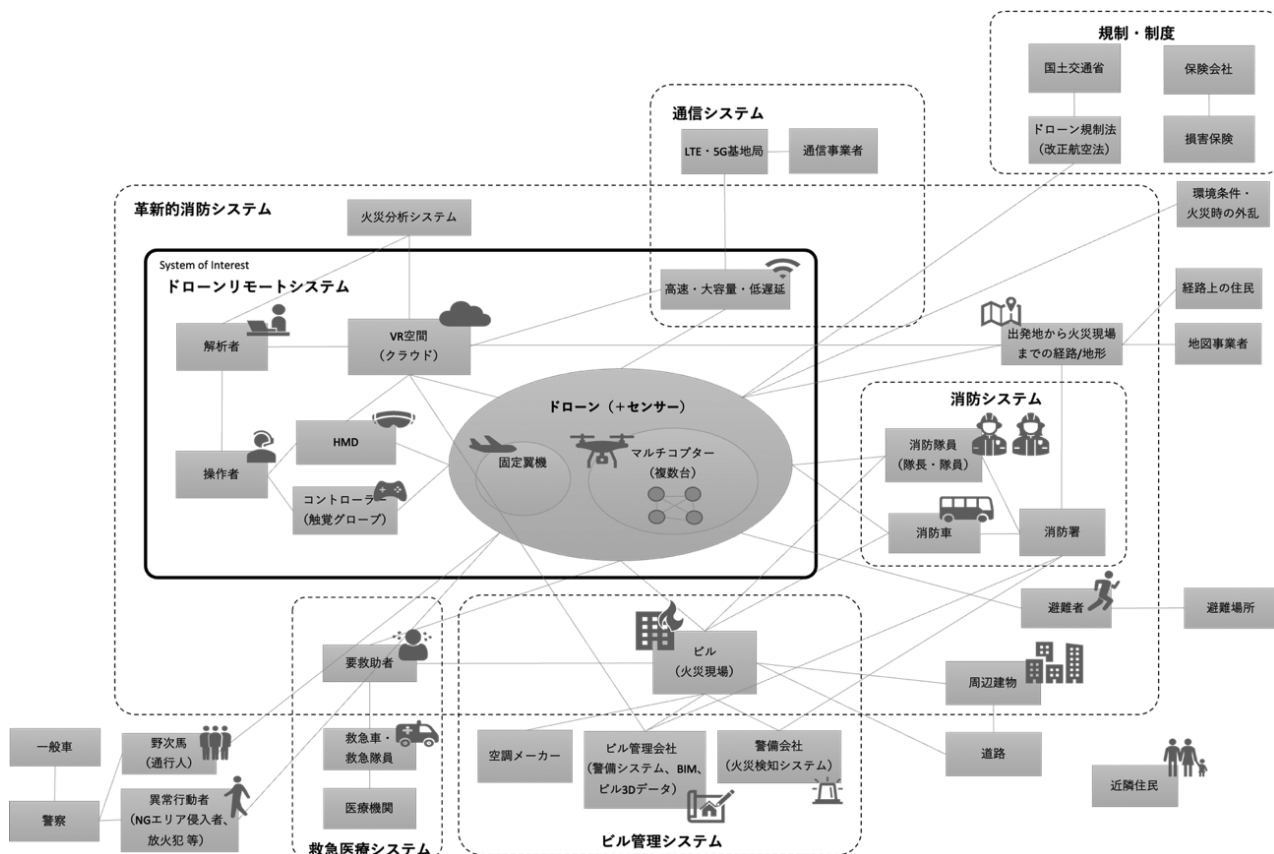 規制・制度
国土交通省
保険会社
ドローン規制法
(改正航空法)
損害保険
通信システム
LTE・5G基地局
通信事業者
高速・大容量・低遅延
革新的消防システム
火災分析システム
環境条件・
火災時の外乱
System of Interest
ドローンリモートシステム
解析者
VR空間
(クラウド)
出発地から火災現場
までの経路/地形
経路上の住民
地図事業者
操作者
HMD
コントローラー
(触覚グローブ)
ドローン(+センサー)
固定翼機
マルチコプター
(複数台)
消防システム
消防隊員
(隊長・隊員)
消防車
消防署
避難者
避難場所
要救助者
ビル
(火災現場)
周辺建物
一般車
野次馬
(通行人)
救急車・
救急隊員
空調メーカー
ビル管理会社
(警備システム、BIM、
ビル3Dデータ)
警備会社
(火災検知システム)
道路
近隣住民
警察
異常行動者
(NGエリア侵入者、
放火犯 等)
医療機関
救急医療システム
ビル管理システム